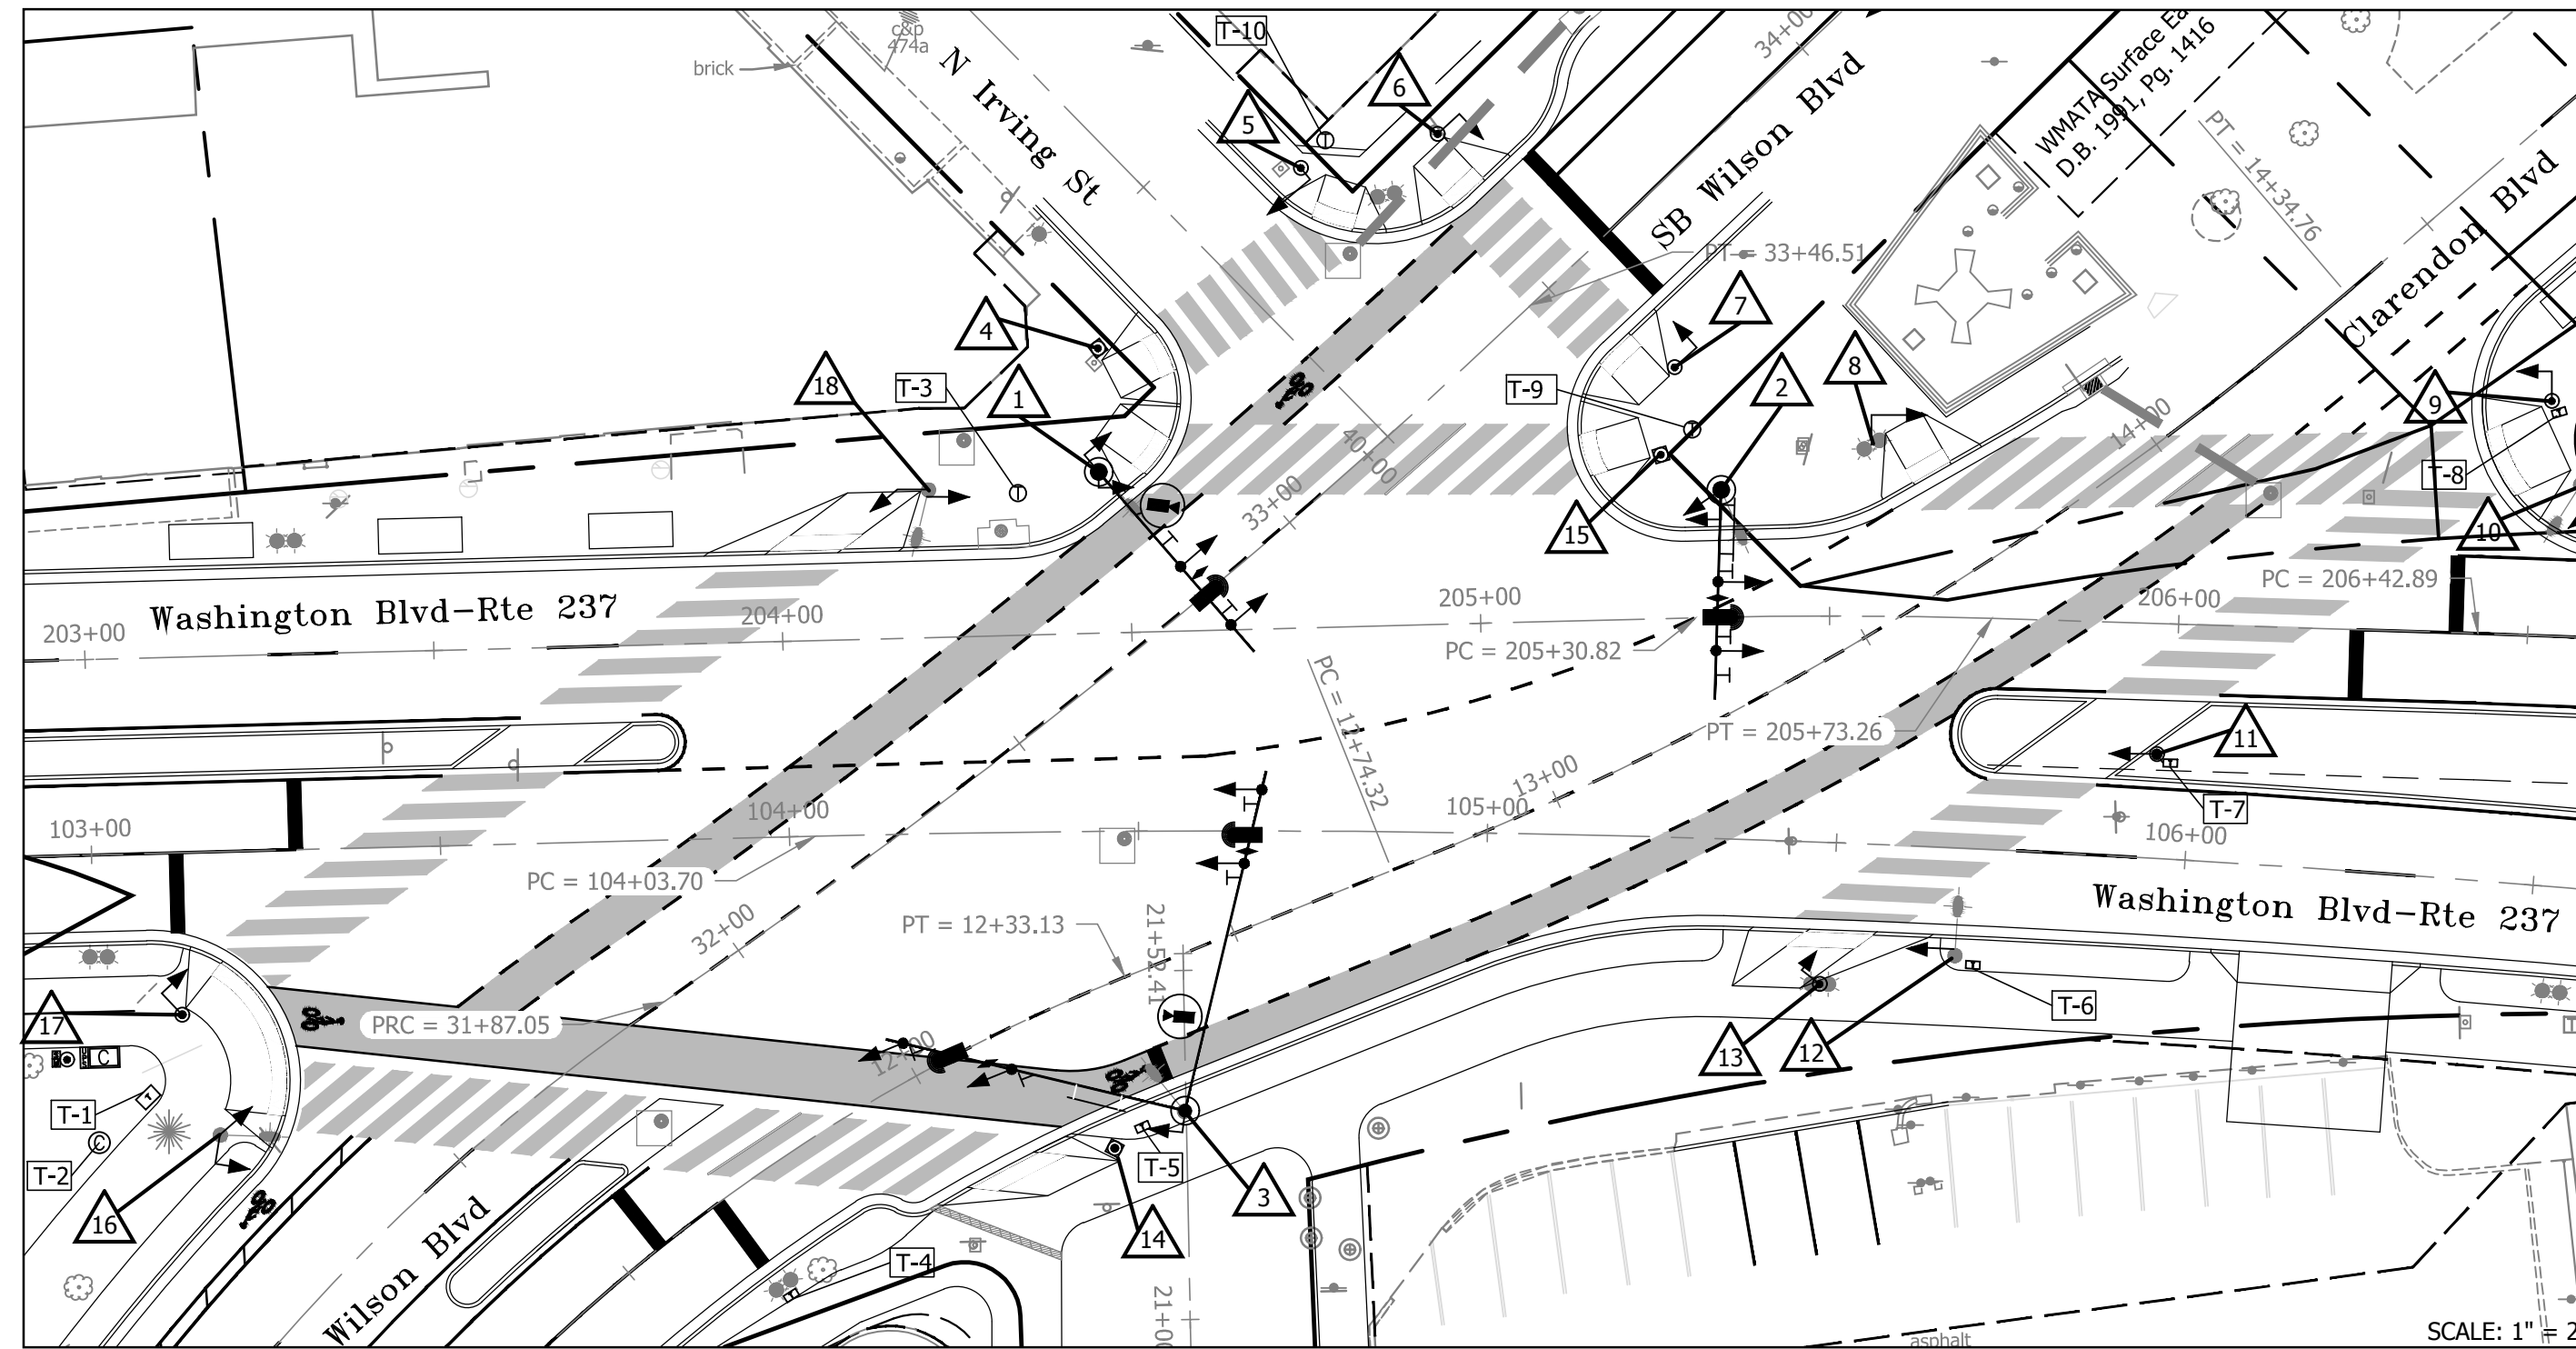 T-10
c&p
474a
brick
N Irving St
5
6
34+00
SB Wilson Blvd
WMATA Surface Ea
D.B. 1991, Pg. 1416
PT = 14+34.76
Clarendon Blvd
PT = 33+46.51
4
18
T-3
1
7
2
8
T-9
40+00
33+00
14+00
9
T-8
10
15
Washington Blvd-Rte 237
203+00
204+00
205+00
206+00
PC = 206+42.89
PC = 205+30.82
PC = 12+74.32
PT = 205+73.26
11
T-7
103+00
104+00
105+00
13+00
106+00
PC = 104+03.70
32+00
PT = 12+33.13
21+52.41
Washington Blvd-Rte 237
17
PRC = 31+87.05
12+00
C
T
T-1
C
T-2
16
T-5
3
14
13
12
T-6
Wilson Blvd
T-4
21+00
asphalt
SCALE: 1" = 2